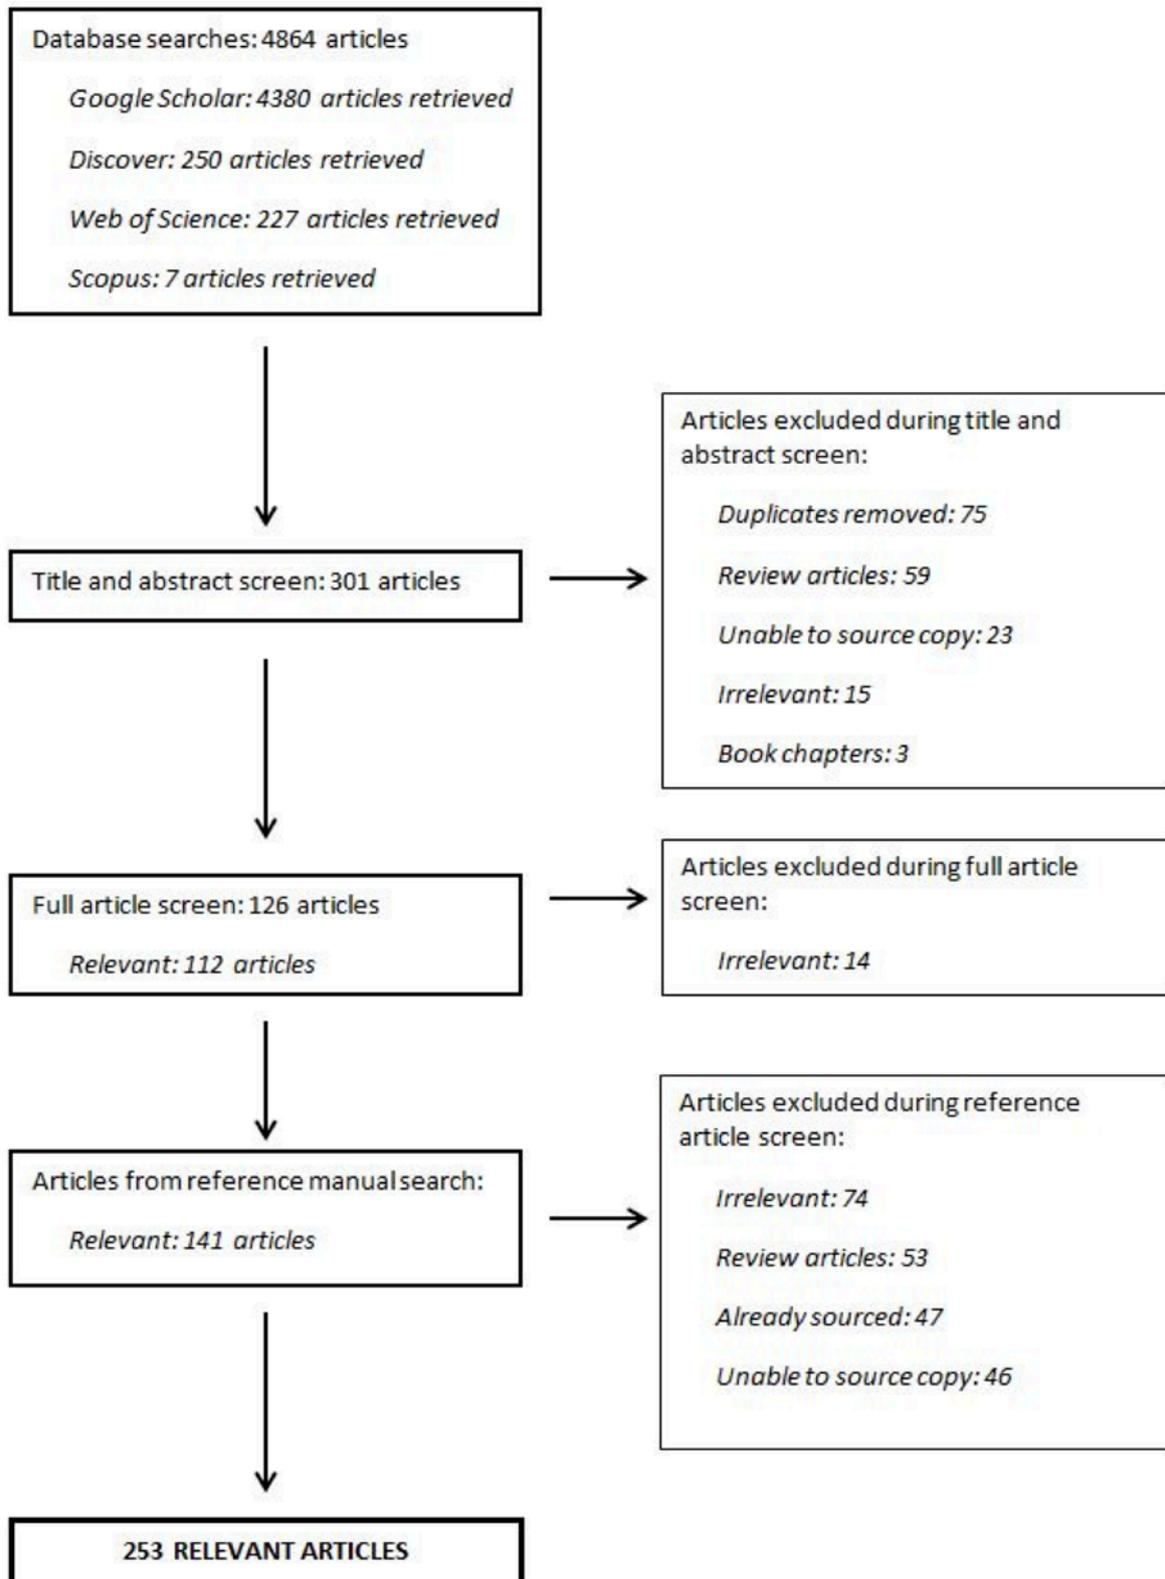 Database searches: 4864 articles
Google Scholar: 4380 articles retrieved
Discover: 250 articles retrieved
Web of Science: 227 articles retrieved
Scopus: 7 articles retrieved
Articles excluded during title and
abstract screen:
Duplicates removed: 75
Review articles: 59
Unable to source copy: 23
Irrelevant: 15
Book chapters: 3
Title and abstract screen: 301 articles
Articles excluded during full article
screen:
Irrelevant: 14
Full article screen: 126 articles
Relevant: 112 articles
Articles excluded during reference
article screen:
Irrelevant: 74
Review articles: 53
Already sourced: 47
Unable to source copy: 46
Articles from reference manual search:
Relevant: 141 articles
253 RELEVANT ARTICLES